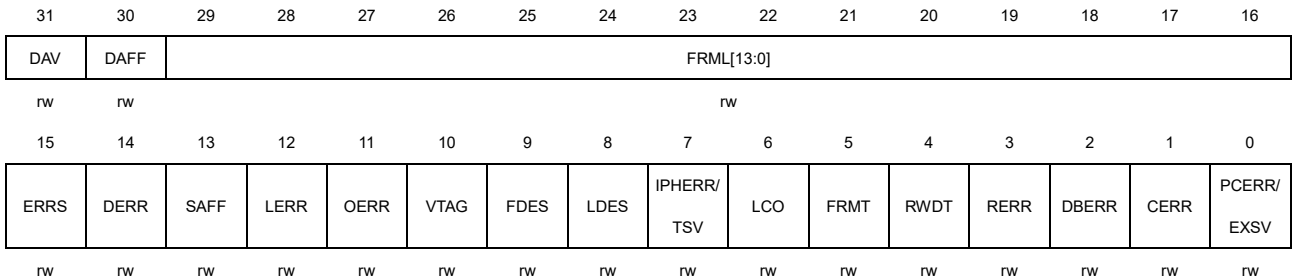 31 30 29 28 27 26 25 24 23 22 21 20 19 18 17 16
DAV DAFF FRML[13:0]
rw rw rw
15 14 13 12 11 10 9 8 7 6 5 4 3 2 1 0
ERRS DERR SAFF LERR OERR VTAG FDES LDES IPHERR/ TSV LCO FRMT RWDT RERR DBERR CERR PCERR/ EXSV
rw rw rw rw rw rw rw rw rw rw rw rw rw rw rw rw